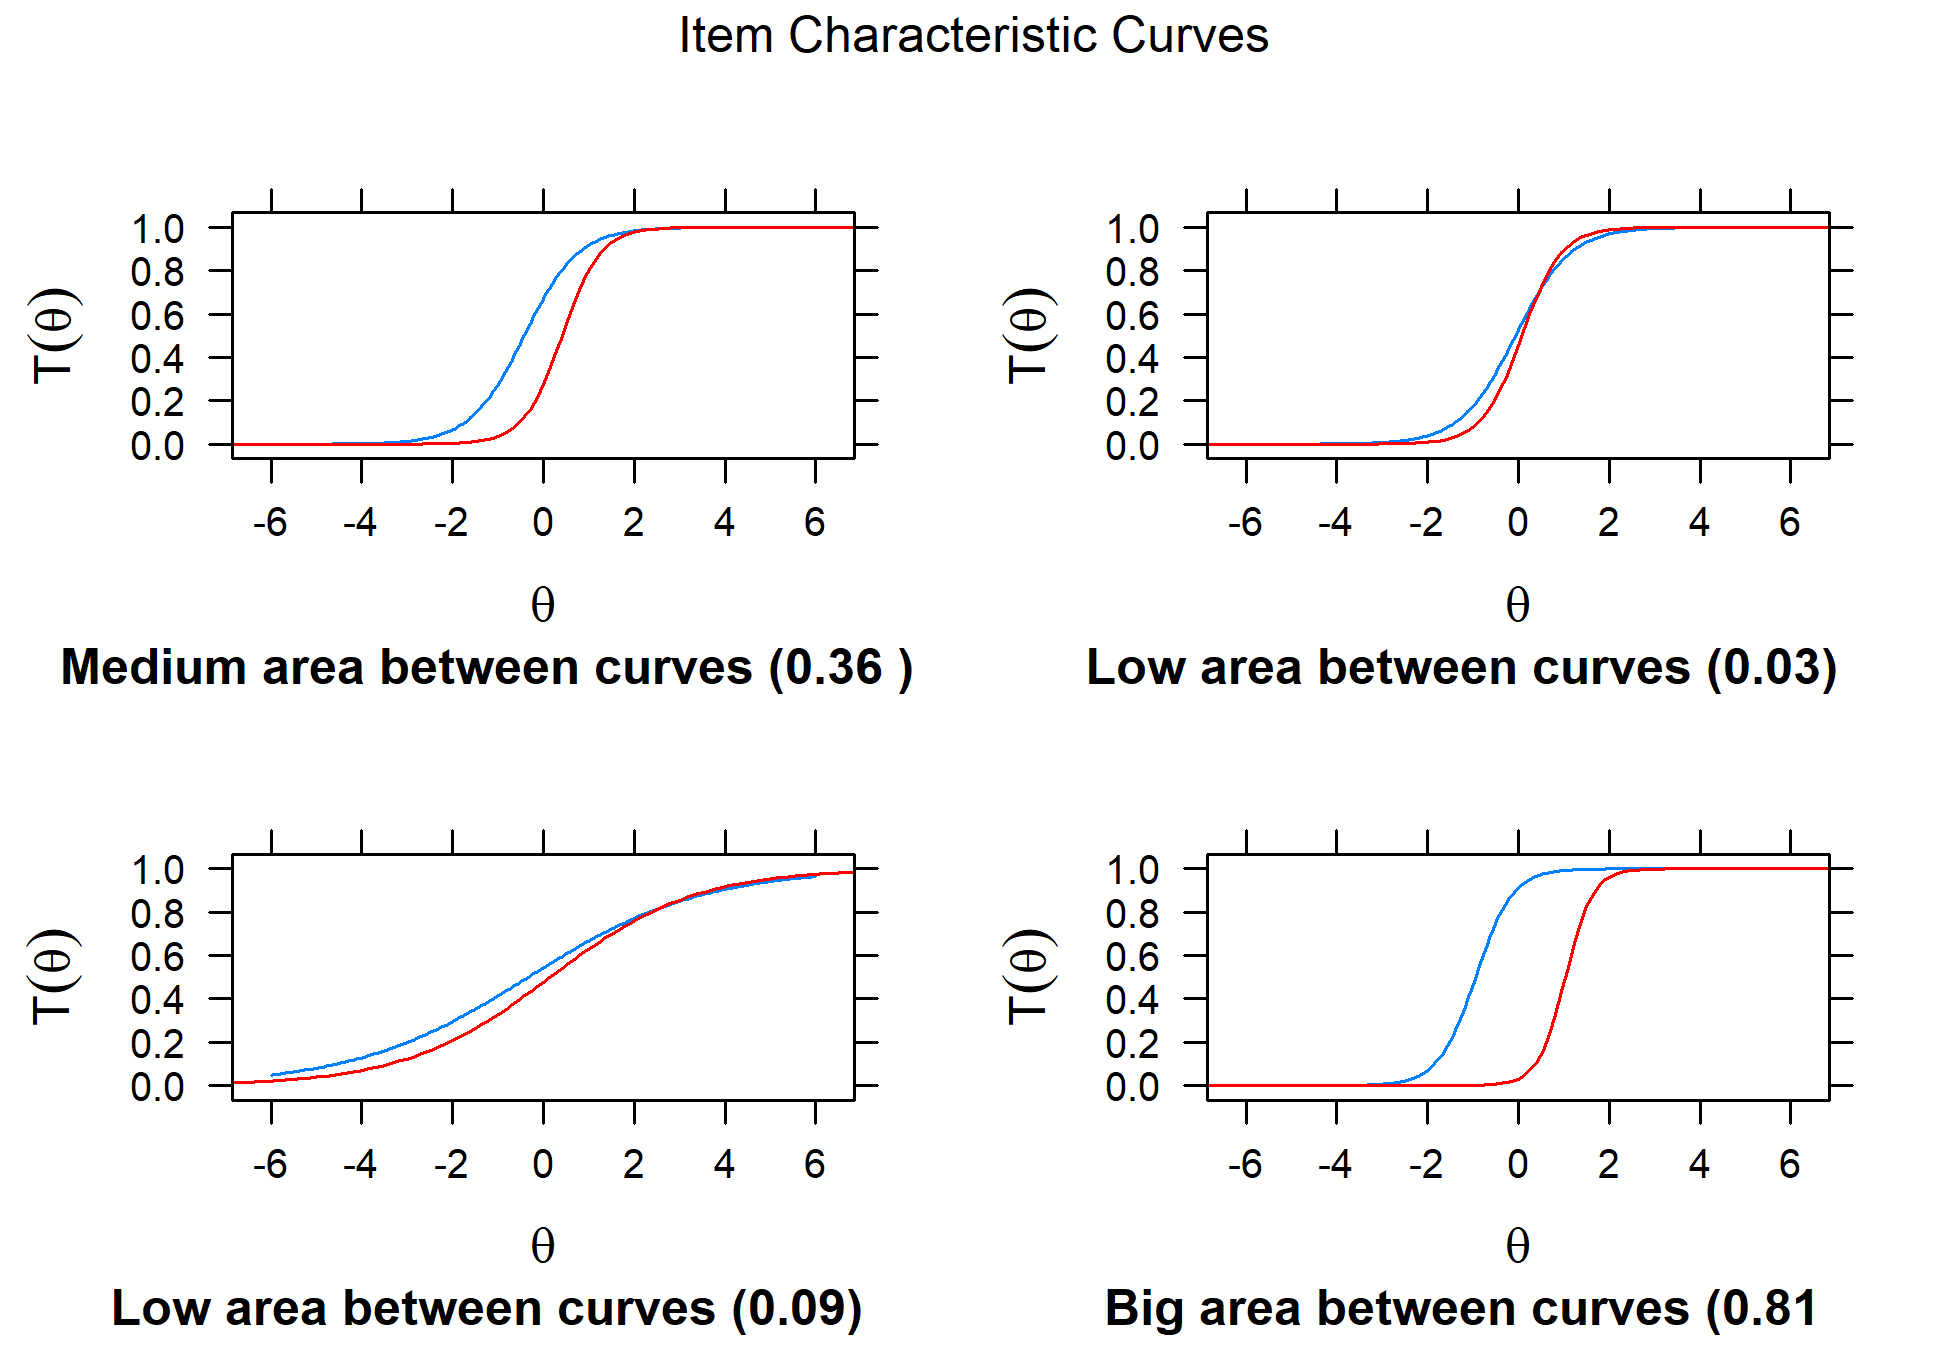 Item Characteristic Curves
T(θ)
1.0
0.8
0.6
0.4
0.2
0.0
-6 -4 -2 0 2 4 6
θ
Medium area between curves (0.36 )
T(θ)
1.0
0.8
0.6
0.4
0.2
0.0
-6 -4 -2 0 2 4 6
θ
Low area between curves (0.03)
T(θ)
1.0
0.8
0.6
0.4
0.2
0.0
-6 -4 -2 0 2 4 6
θ
Low area between curves (0.09)
T(θ)
1.0
0.8
0.6
0.4
0.2
0.0
-6 -4 -2 0 2 4 6
θ
Big area between curves (0.81